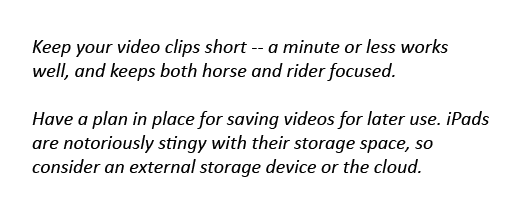 Keep your video clips short -- a minute or less works
well, and keeps both horse and rider focused.
Have a plan in place for saving videos for later use. iPads
are notoriously stingy with their storage space, so
consider an external storage device or the cloud.